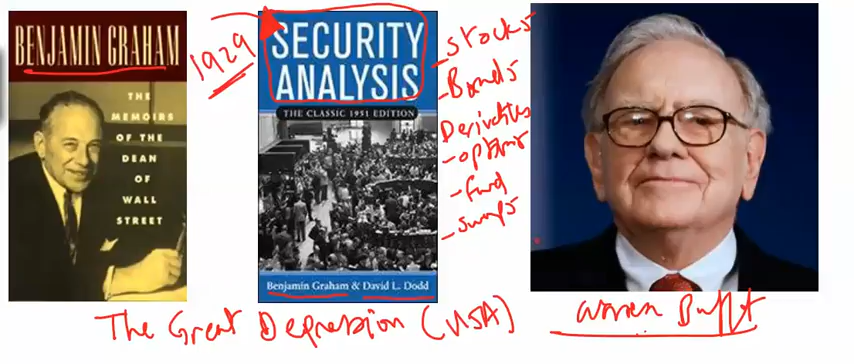 BENJAMIN GRAHAM
THE
MEMOIRS
OF THE
DEAN
OF
WALL
STREET
1929
SECURITY
ANALYSIS
THE CLASSIC 1951 EDITION
Benjamin Graham & David L. Dodd
- stocks
- Bonds
Derivatives
- options
- swaps
The Great Depression (USA)
Warren Buffet